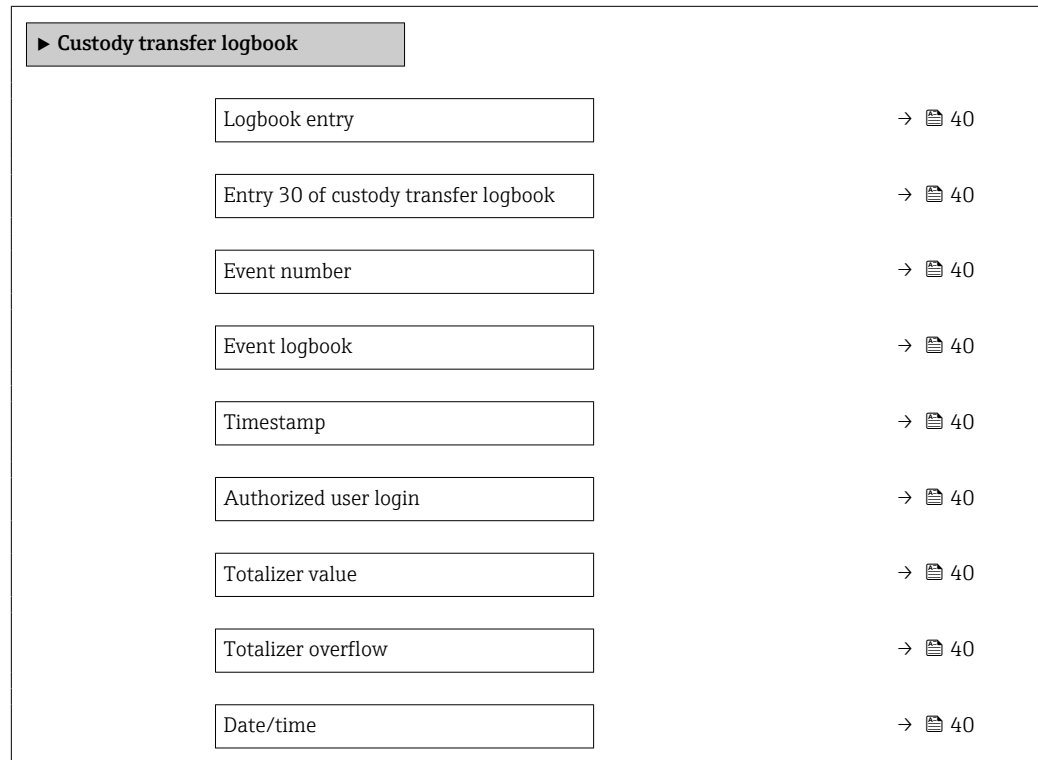 ► Custody transfer logbook
Logbook entry → 🖺 40
Entry 30 of custody transfer logbook → 🖺 40
Event number → 🖺 40
Event logbook → 🖺 40
Timestamp → 🖺 40
Authorized user login → 🖺 40
Totalizer value → 🖺 40
Totalizer overflow → 🖺 40
Date/time → 🖺 40